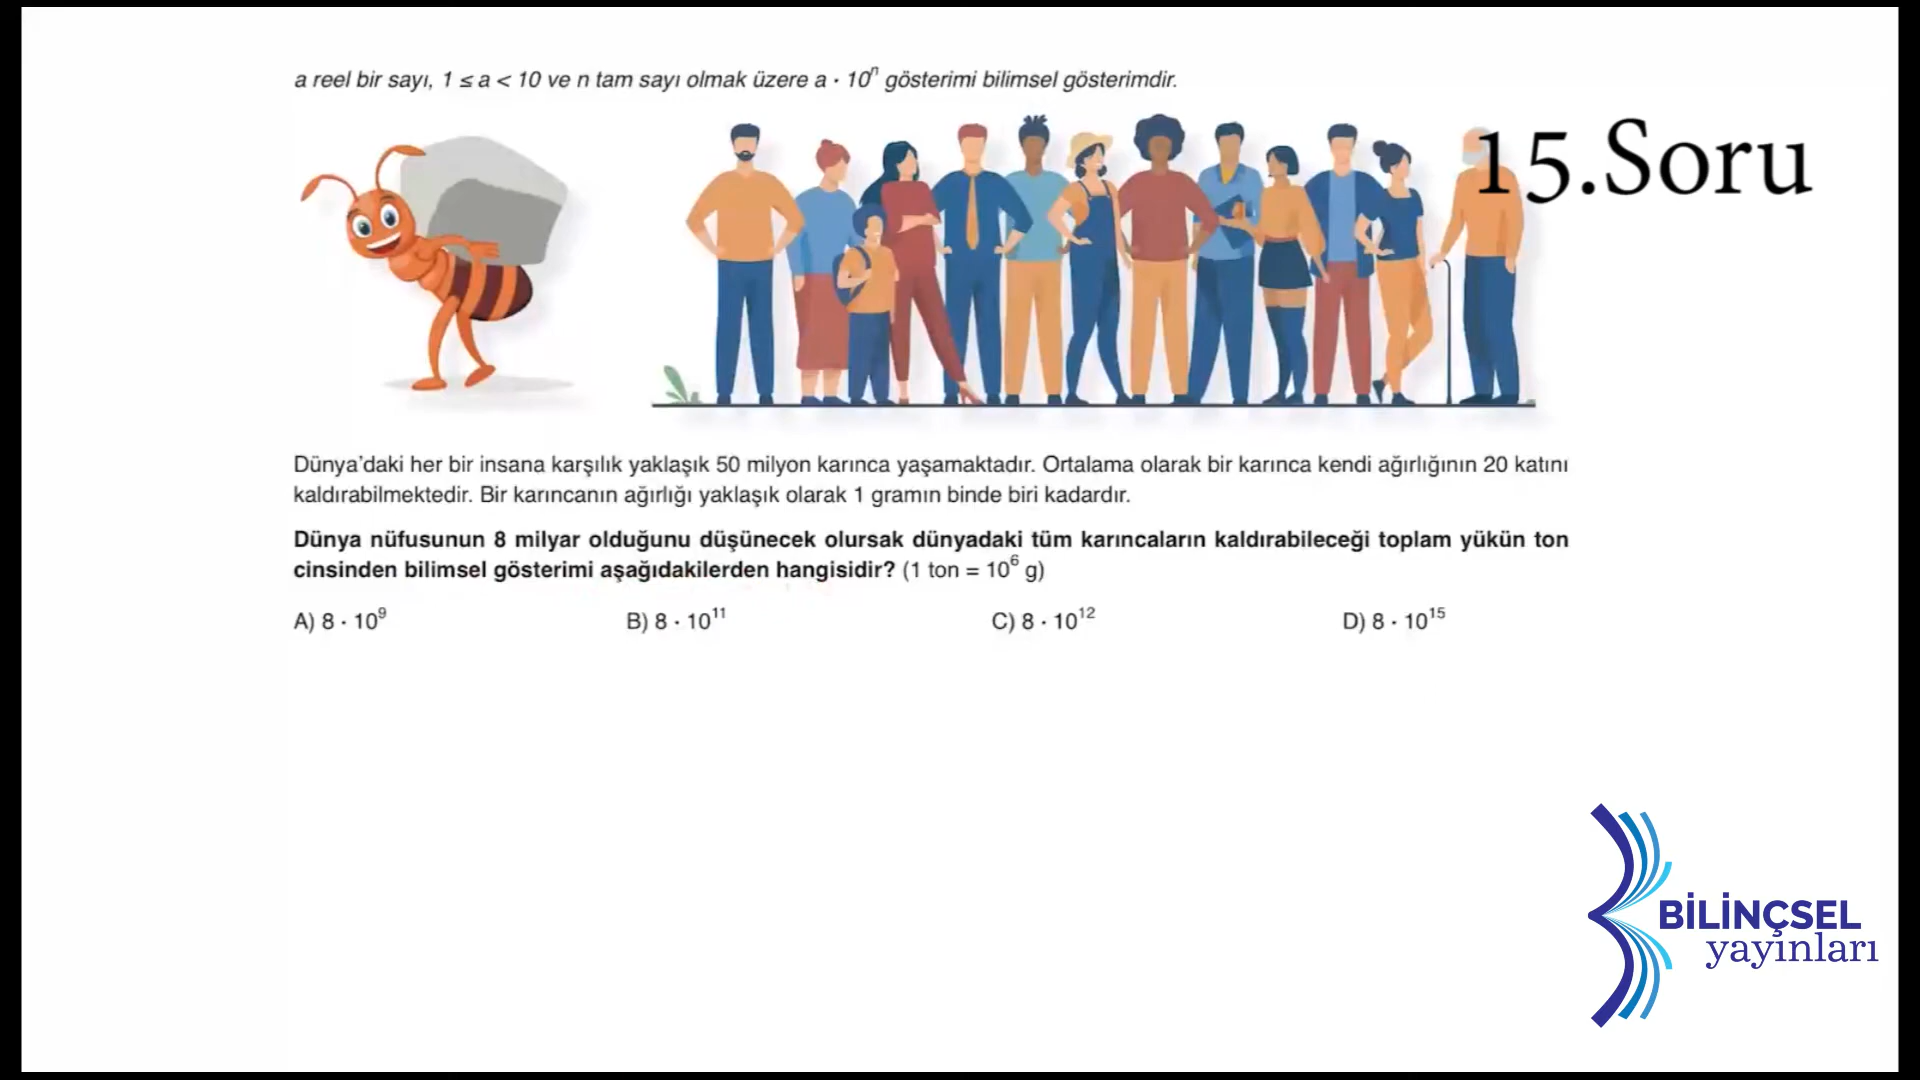 a reel bir sayı, 1 ≤ a < 10 ve n tam sayı olmak üzere a · 10ⁿ gösterimi bilimsel gösterimdir.
15.Soru
Dünya'daki her bir insana karşılık yaklaşık 50 milyon karınca yaşamaktadır. Ortalama olarak bir karınca kendi ağırlığının 20 katını
kaldırabilmektedir. Bir karıncanın ağırlığı yaklaşık olarak 1 gramın binde biri kadardır.
Dünya nüfusunun 8 milyar olduğunu düşünecek olursak dünyadaki tüm karıncaların kaldırabileceği toplam yükün ton
cinsinden bilimsel gösterimi aşağıdakilerden hangisidir? (1 ton = 10⁶ g)
A) 8 · 10⁹ B) 8 · 10¹¹ C) 8 · 10¹² D) 8 · 10¹⁵
BİLİNÇSEL
yayınları